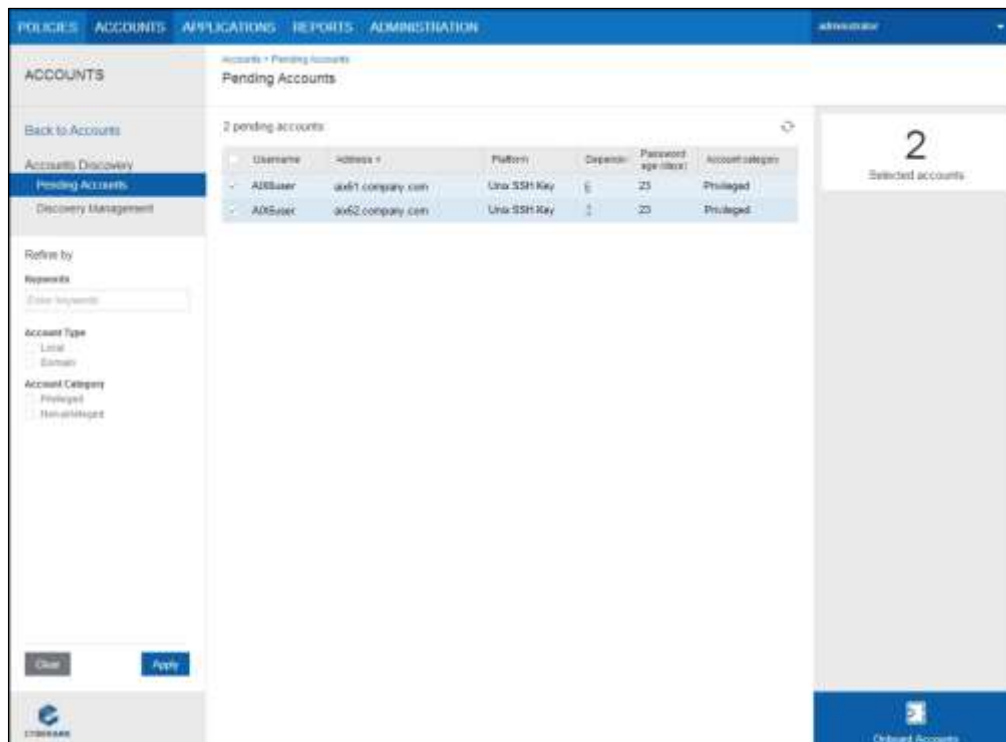 POLICIES ACCOUNTS APPLICATIONS REPORTS ADMINISTRATION administrator
ACCOUNTS
Accounts > Pending Accounts
Pending Accounts
Back to Accounts
Accounts Discovery
Pending Accounts
Discovery Management
Refine by
Keywords
Enter keywords
Account Type
Local
Domain
Account Category
Privileged
Non-privileged
Clear Apply
CYBERARK
2 pending accounts
Username Address Platform Depende Password age (days) Account category
aix61.company.com Unix SSH Key 23 Privileged
aix62.company.com Unix SSH Key 23 Privileged
2
Selected accounts
Onboard Accounts